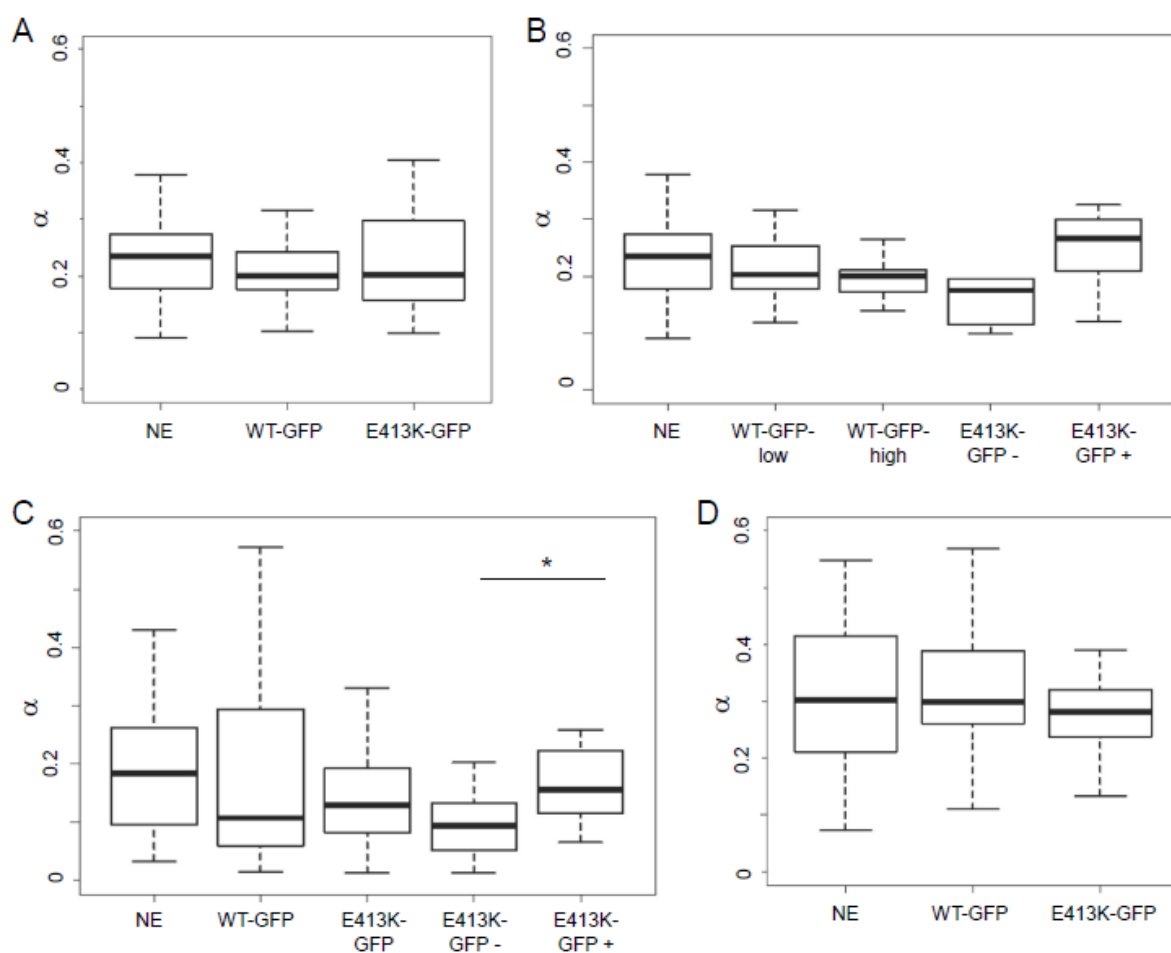 A
0.6
0.4
0.2
0
α
NE
WT-GFP
E413K-GFP
B
0.6
0.4
0.2
0
α
NE
WT-GFP-
low
WT-GFP-
high
E413K-
GFP -
E413K-
GFP +
C
0.6
0.4
0.2
0
α
*
NE
WT-GFP
E413K-
GFP
E413K-
GFP -
E413K-
GFP +
D
0.6
0.4
0.2
0
α
NE
WT-GFP
E413K-GFP